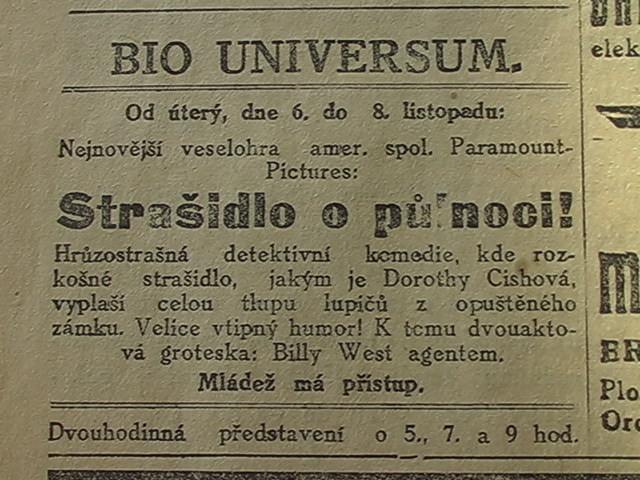 BIO UNIVERSUM.
Od úterý, dne 6. do 8. listopadu:
Nejnovější veselohra amer. spol. Paramount-
Pictures:
Strašidlo o půlnoci!
Hrůzostrašná detektivní komedie, kde roz-
košné strašidlo, jakým je Dorothy Cishová,
vyplaší celou tlupu lupičů z opuštěného
zámku. Velice vtipný humor! K tomu dvouakto-
vá groteska: Billy West agentem.
Mládež má přístup.
Dvouhodinná představení o 5., 7. a 9 hod.
elek
M
ER
Plo
Orc